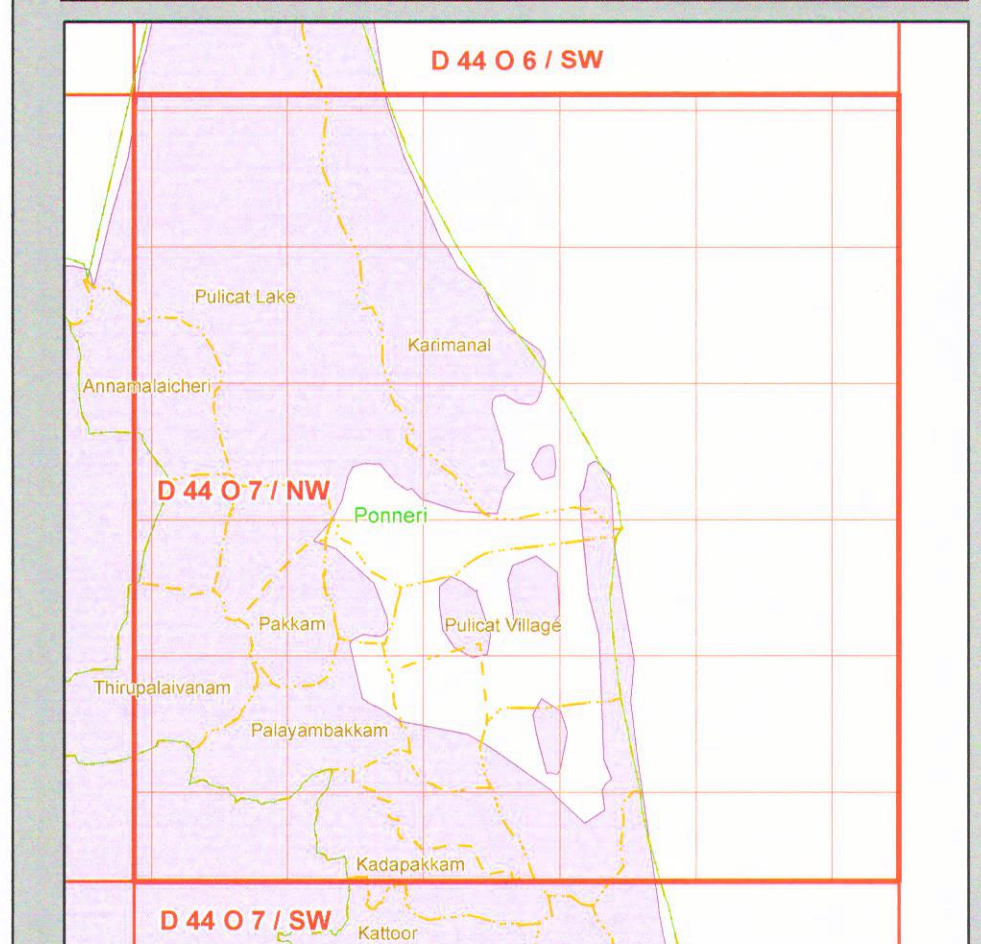 D 44 O 6 / SW
Pulicat Lake
Karimanal
Annamalaicheri
D 44 O 7 / NW
Ponneri
Pakkam
Pulicat Village
Thirupalaivanam
Palayambakkam
Kadapakkam
D 44 O 7 / SW
Kattoor